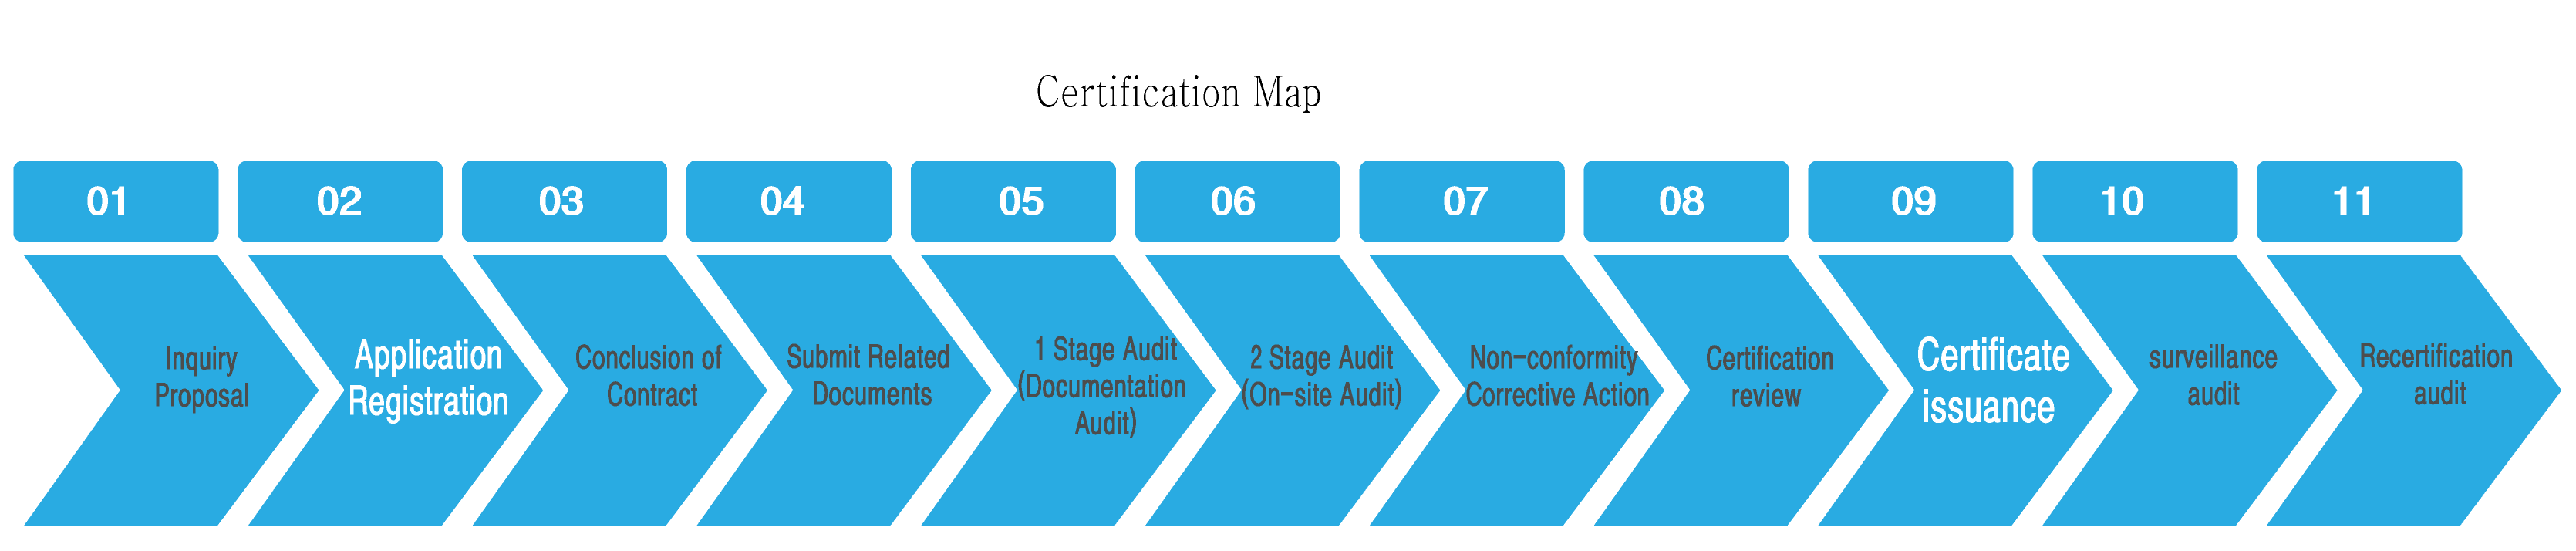 Certification Map
01
02
03
04
05
06
07
08
09
10
11
Inquiry
Proposal
Application
Registration
Conclusion of
Contract
Submit Related
Documents
1 Stage Audit
(Documentation
Audit)
2 Stage Audit
(On-site Audit)
Non-conformity
Corrective Action
Certification
review
Certificate
issuance
surveillance
audit
Recertification
audit